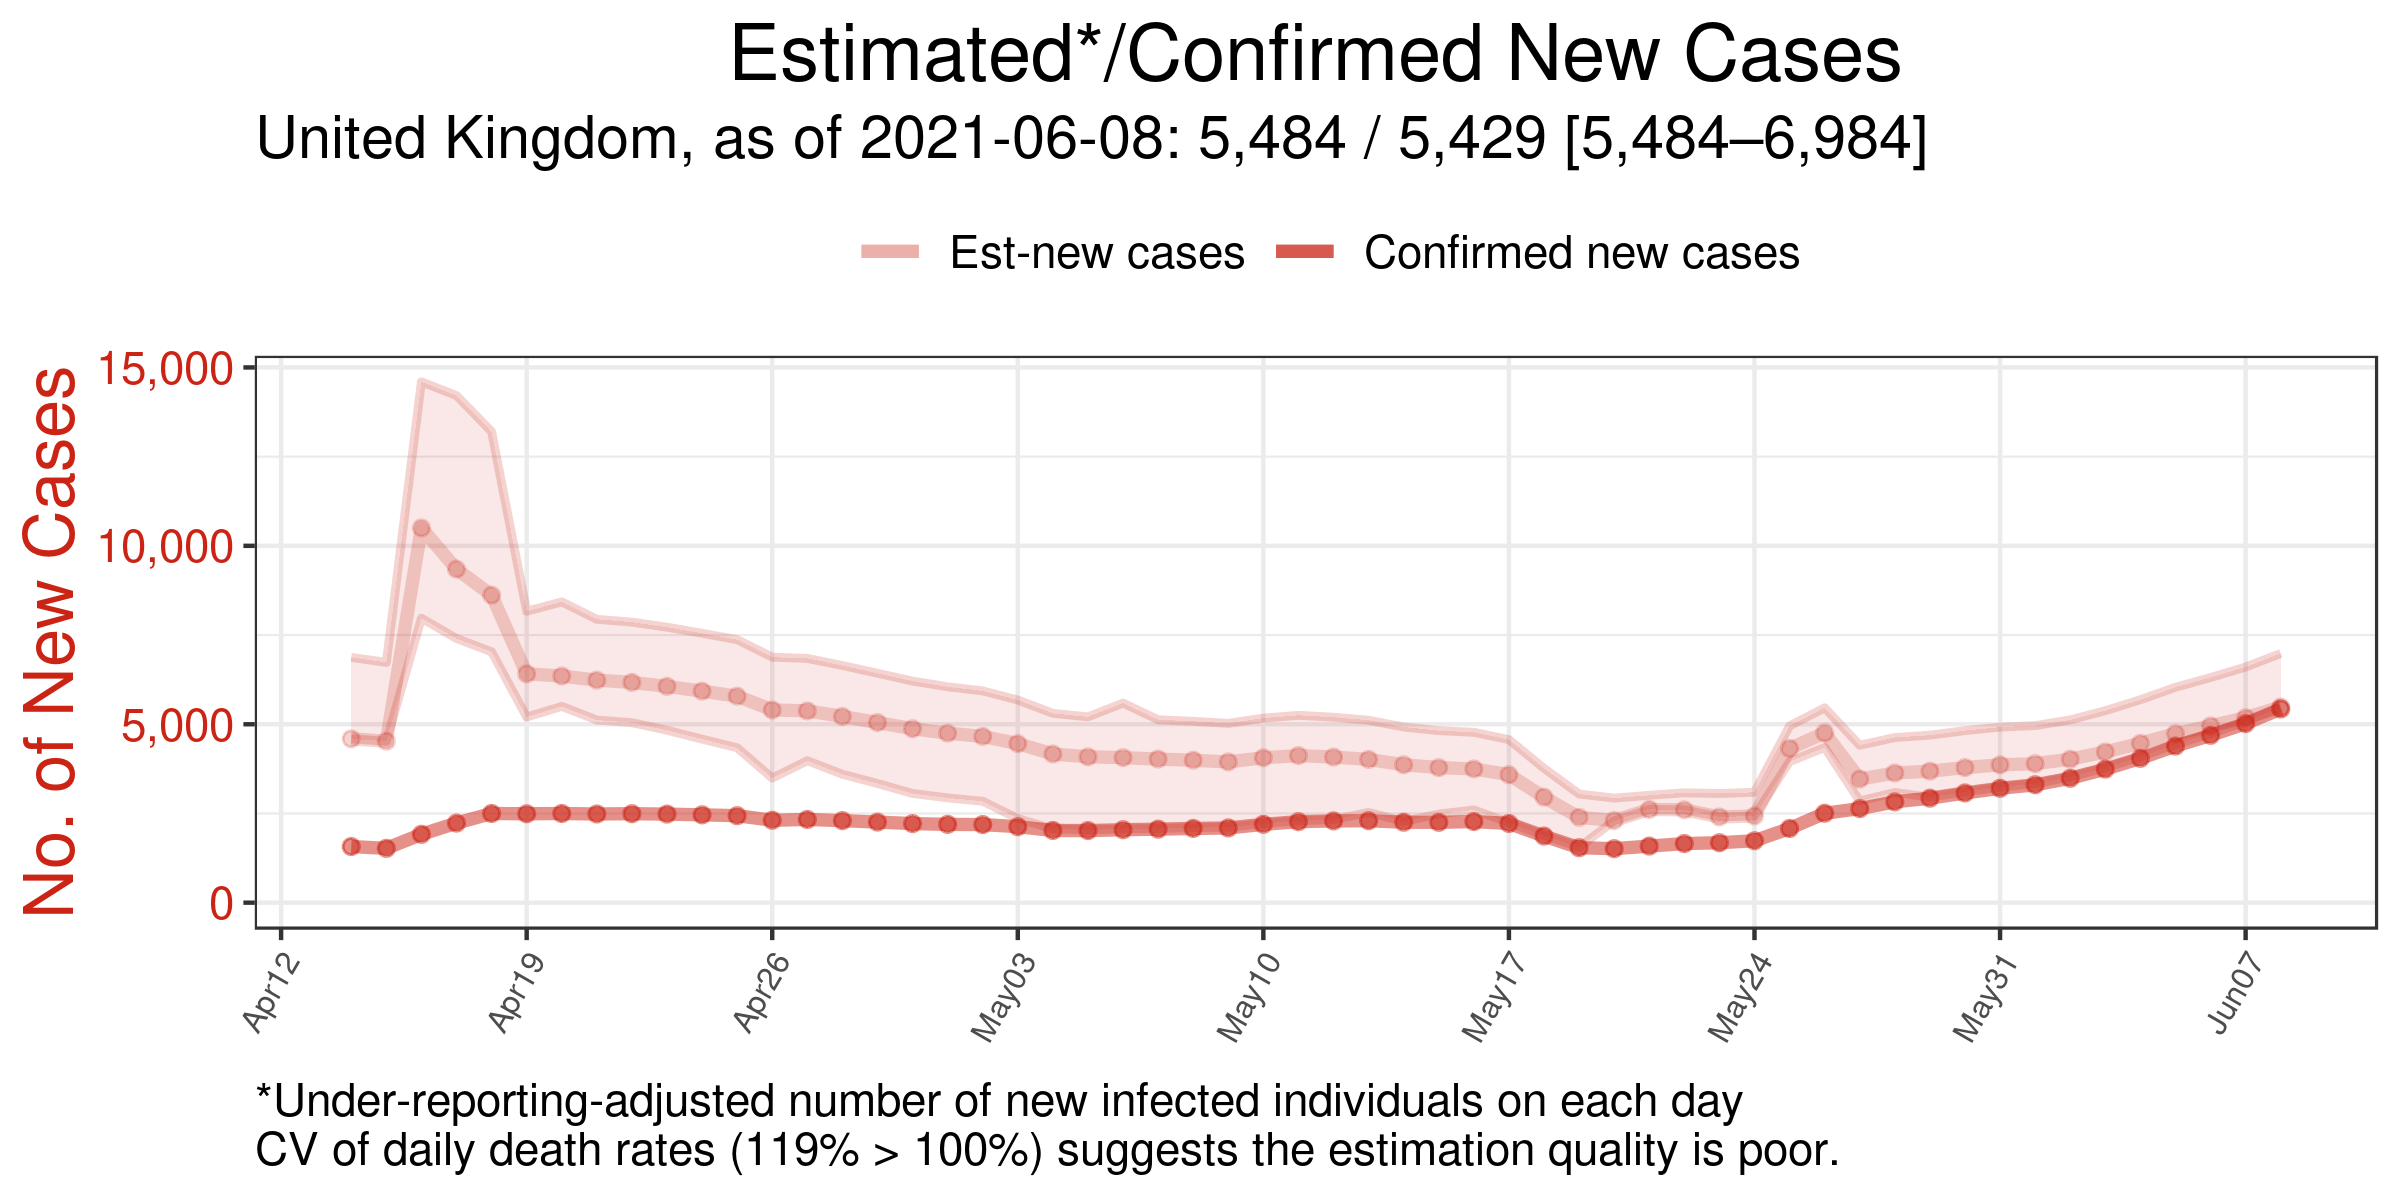 Estimated*/Confirmed New Cases
United Kingdom, as of 2021-06-08: 5,484 / 5,429 [5,484–6,984]
Est-new cases
Confirmed new cases
No. of New Cases
15,000
10,000
5,000
0
Apr12
Apr19
Apr26
May03
May10
May17
May24
May31
Jun07
*Under-reporting-adjusted number of new infected individuals on each day
CV of daily death rates (119% > 100%) suggests the estimation quality is poor.